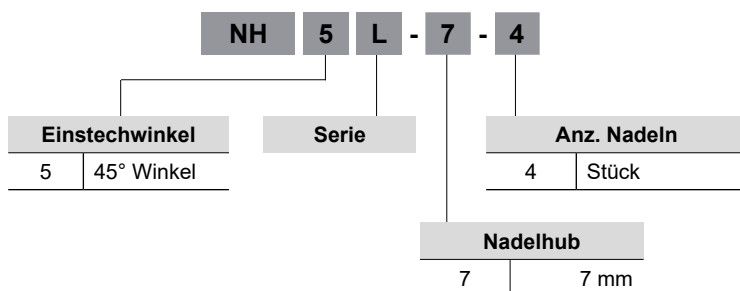 NH 5 L - 7 - 4
Einstechwinkel
5 45° Winkel
Serie
Anz. Nadeln
4 Stück
Nadelhub
7 7 mm